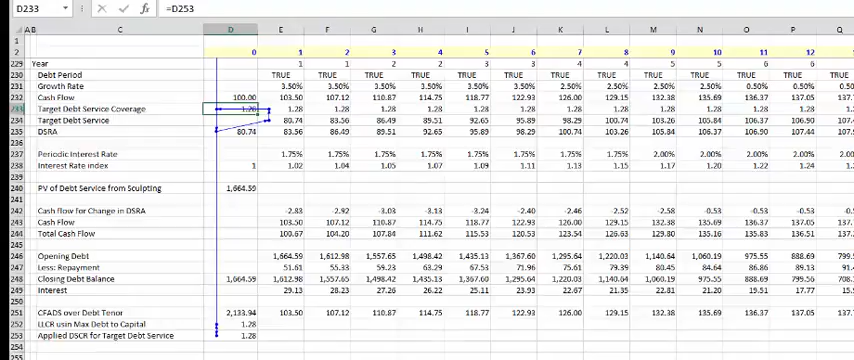 D233 fx =D253
A B C D E F G H I J K L M N O P Q
1
2 0 1 2 3 4 5 6 7 8 9 10 11 12
229 Year 1 1 2 2 3 3 4 4 5 5 6 6
230 Debt Period TRUE TRUE TRUE TRUE TRUE TRUE TRUE TRUE TRUE TRUE TRUE TRUE TRUE
231 Growth Rate 3.50% 3.50% 3.50% 3.50% 3.50% 3.50% 3.50% 3.50% 2.50% 2.50% 2.50% 2.50% 2.50%
232 Cash Flow 100.00 103.50 107.12 110.87 114.75 118.77 122.93 126.00 129.15 132.38 135.69 136.37 137.05
233 Target Debt Service Coverage 1.28 1.28 1.28 1.28 1.28 1.28 1.28 1.28 1.28 1.28 1.28 1.28 1.28
234 Target Debt Service 80.74 83.56 86.49 89.51 92.65 95.89 98.29 100.74 103.26 105.84 106.37 106.90
235 DSRA 80.74 83.56 86.49 89.51 92.65 95.89 98.29 100.74 103.26 105.84 106.37 106.90
236
237 Periodic Interest Rate 1.75% 1.75% 1.75% 1.75% 1.75% 1.75% 1.75% 1.75% 2.00% 2.00% 2.00% 2.00%
238 Interest Rate index 1 1.02 1.04 1.05 1.07 1.09 1.11 1.13 1.15 1.17 1.20 1.22 1.24
239
240 PV of Debt Service from Sculpting 1,664.59
241
242 Cash Flow for Change in DSRA -2.83 -2.92 -3.03 -3.13 -3.24 -2.40 -2.46 -2.52 -2.58 -0.53 -0.53 -0.53
243 Cash Flow 103.50 107.12 110.87 114.75 118.77 122.93 126.00 129.15 132.38 135.69 136.37 137.05
244 Total Cash Flow 100.67 104.20 107.84 111.62 115.53 120.53 123.54 126.63 129.80 135.16 135.83 136.51
245
246 Opening Debt 1,664.59 1,612.98 1,557.65 1,498.42 1,435.13 1,367.60 1,295.64 1,220.03 1,140.64 1,060.19 975.55 888.69
247 Less: Repayment 51.61 55.33 59.23 63.29 67.53 71.96 75.61 79.39 80.45 84.64 86.86 89.13
248 Closing Debt Balance 1,664.59 1,612.98 1,557.65 1,498.42 1,435.13 1,367.60 1,295.64 1,220.03 1,140.64 1,060.19 975.55 888.69
249 Interest 29.13 28.23 27.26 26.22 25.11 23.93 22.67 21.35 22.81 21.20 19.51 17.77
250
251 CFADS over Debt Tenor 2,133.94 103.50 107.12 110.87 114.75 118.77 122.93 126.00 129.15 132.38 135.69 136.37 137.05
252 LLCR usin Max Debt to Capital 1.28
253 Applied DSCR for Target Debt Service 1.28
254
255